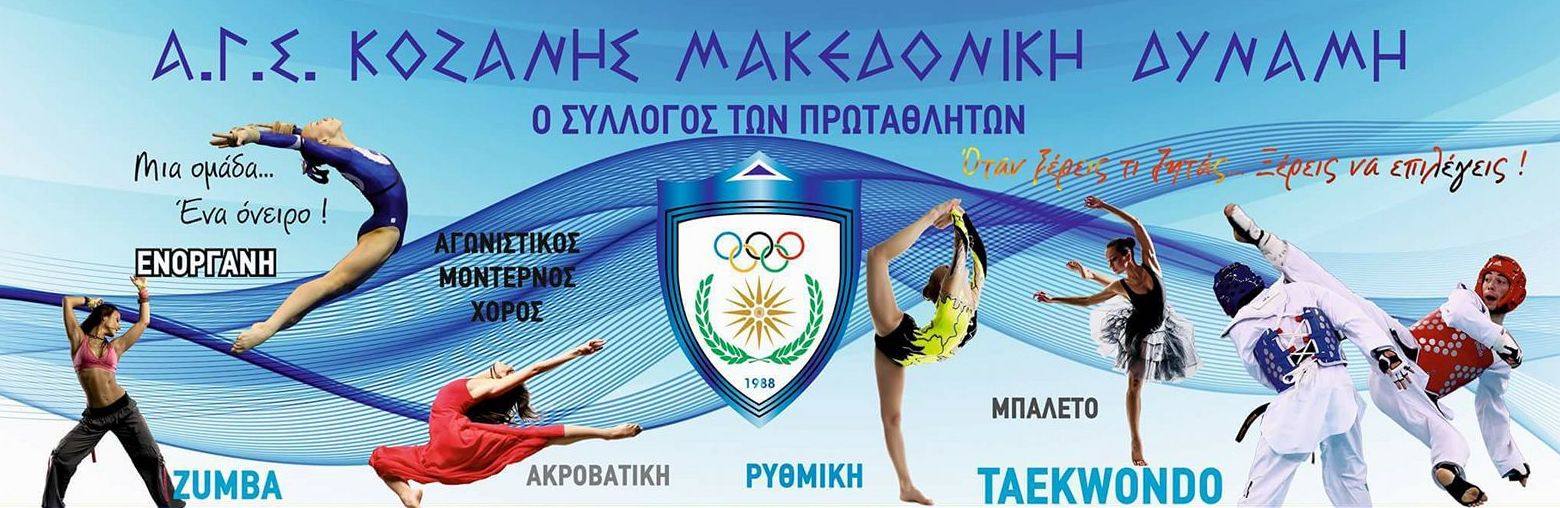 Α.Γ.Σ. ΚΟΖΑΝΗΣ ΜΑΚΕΔΟΝΙΚΗ ΔΥΝΑΜΗ
Ο ΣΥΛΛΟΓΟΣ ΤΩΝ ΠΡΩΤΑΘΛΗΤΩΝ
Μια ομάδα...
Ένα όνειρο !
Όταν ξέρεις τι ζητάς... Ξέρεις να επιλέγεις !
ΕΝΟΡΓΑΝΗ
ΑΓΩΝΙΣΤΙΚΟΣ
ΜΟΝΤΕΡΝΟΣ
ΧΟΡΟΣ
1988
ΜΠΑΛΕΤΟ
ZUMBA
ΑΚΡΟΒΑΤΙΚΗ
ΡΥΘΜΙΚΗ
TAEKWONDO